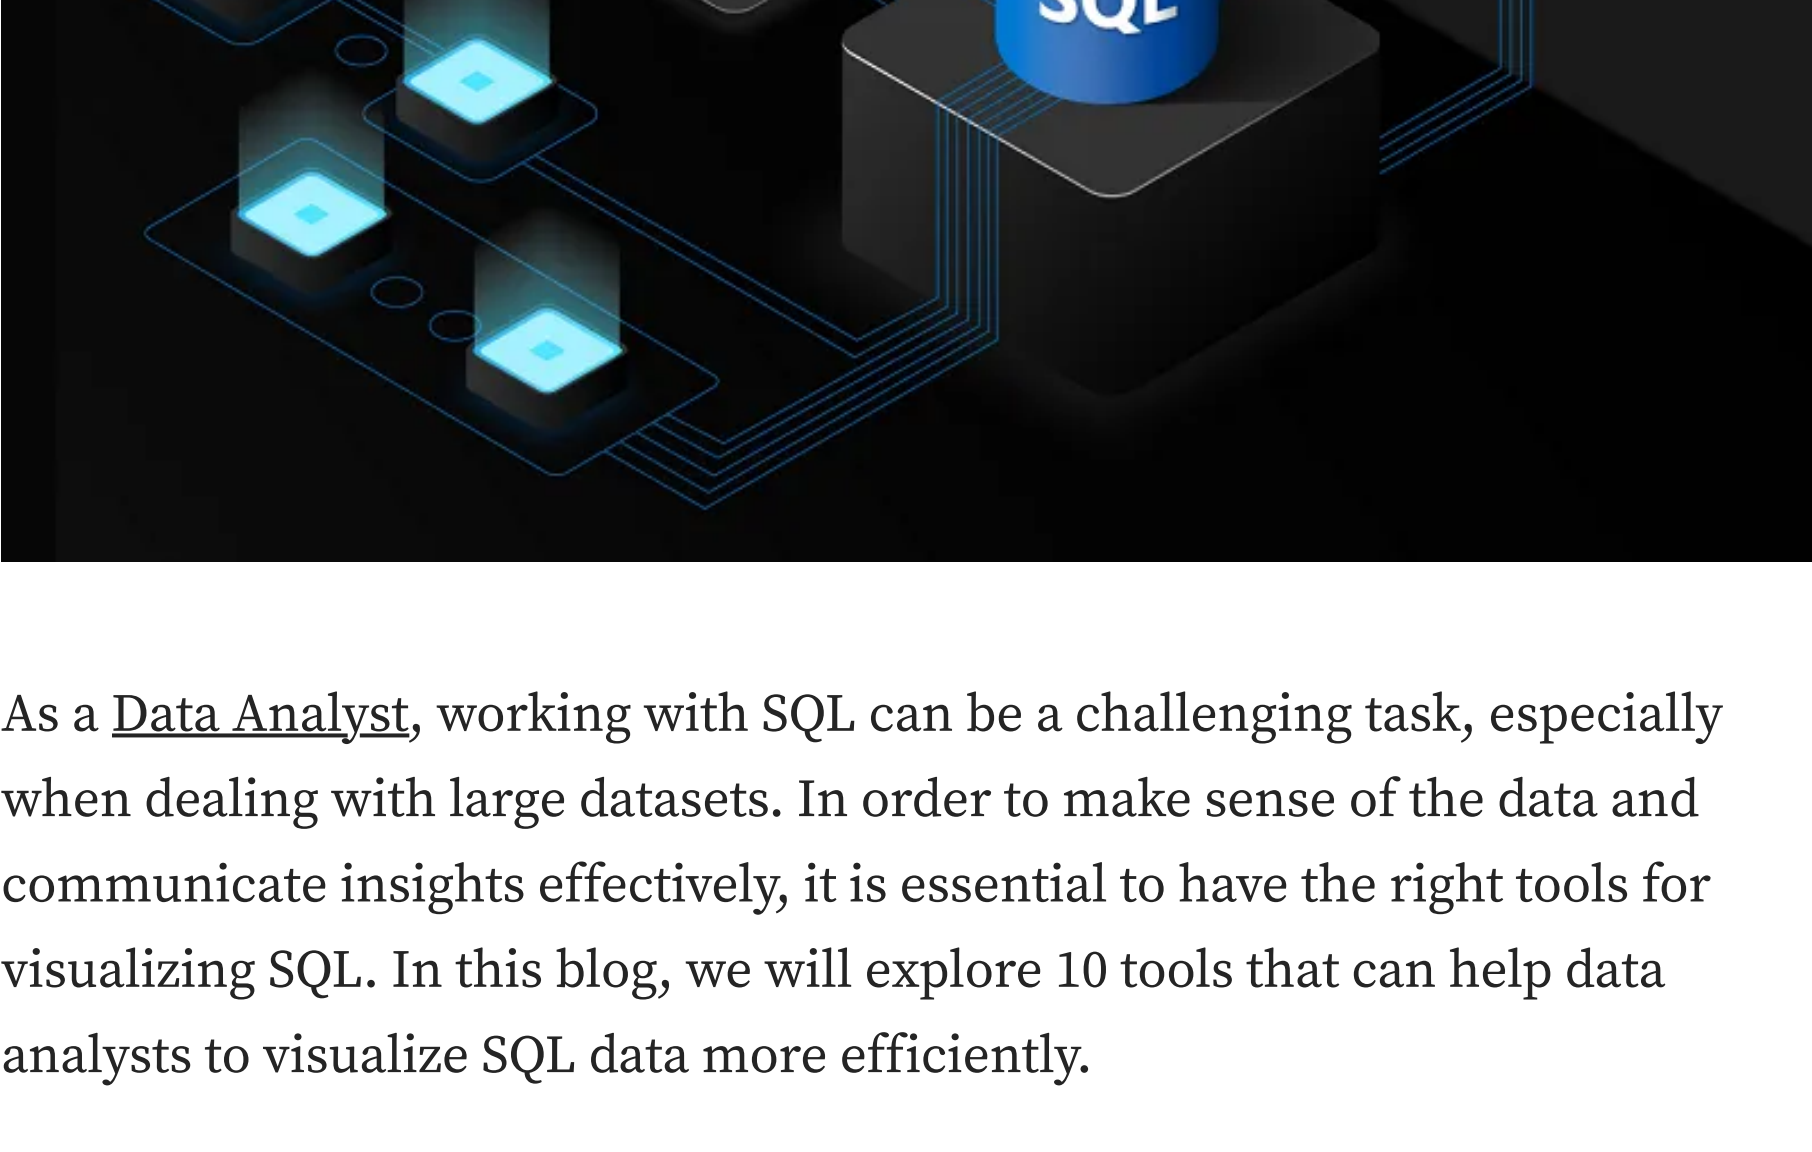 SQL
As a Data Analyst, working with SQL can be a challenging task, especially
when dealing with large datasets. In order to make sense of the data and
communicate insights effectively, it is essential to have the right tools for
visualizing SQL. In this blog, we will explore 10 tools that can help data
analysts to visualize SQL data more efficiently.